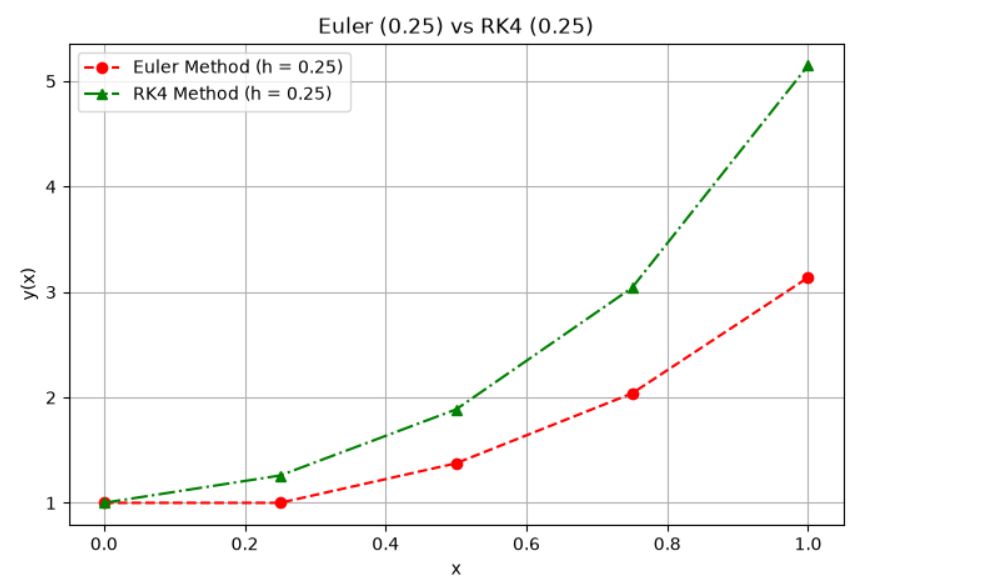 Euler (0.25) vs RK4 (0.25)
Euler Method (h = 0.25)
RK4 Method (h = 0.25)
5
4
3
2
1
y(x)
0.0 0.2 0.4 0.6 0.8 1.0
x